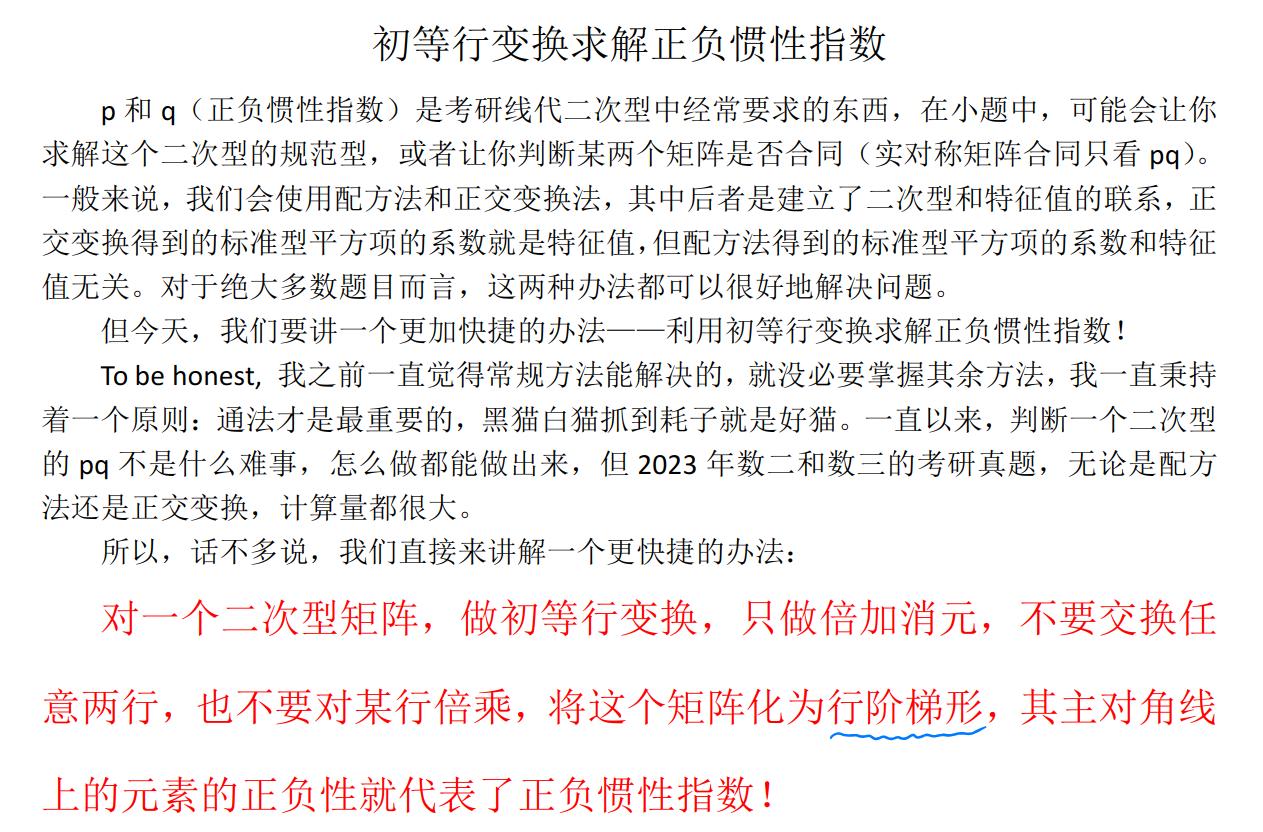 初等行变换求解正负惯性指数
p 和 q（正负惯性指数）是考研线代二次型中经常要求的东西，在小题中，可能会让你
求解这个二次型的规范型，或者让你判断某两个矩阵是否合同（实对称矩阵合同只看 pq）。
一般来说，我们会使用配方法和正交变换法，其中后者是建立了二次型和特征值的联系，正
交变换得到的标准型平方项的系数就是特征值，但配方法得到的标准型平方项的系数和特征
值无关。对于绝大多数题目而言，这两种办法都可以很好地解决问题。
但今天，我们要讲一个更加快捷的办法——利用初等行变换求解正负惯性指数！
To be honest, 我之前一直觉得常规方法能解决的，就没必要掌握其余方法，我一直秉持
着一个原则：通法才是最重要的，黑猫白猫抓到耗子就是好猫。一直以来，判断一个二次型
的 pq 不是什么难事，怎么做都能做出来，但 2023 年数二和数三的考研真题，无论是配方
法还是正交变换，计算量都很大。
所以，话不多说，我们直接来讲解一个更快捷的办法：
对一个二次型矩阵，做初等行变换，只做倍加消元，不要交换任
意两行，也不要对某行倍乘，将这个矩阵化为行阶梯形，其主对角线
上的元素的正负性就代表了正负惯性指数！